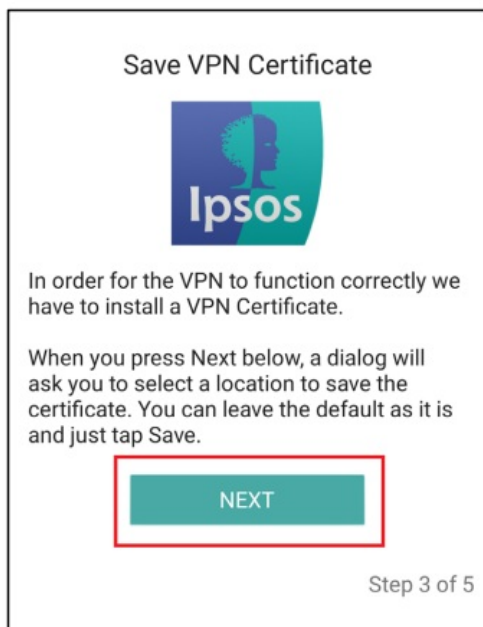 Save VPN Certificate
Ipsos
In order for the VPN to function correctly we
have to install a VPN Certificate.
When you press Next below, a dialog will
ask you to select a location to save the
certificate. You can leave the default as it is
and just tap Save.
NEXT
Step 3 of 5